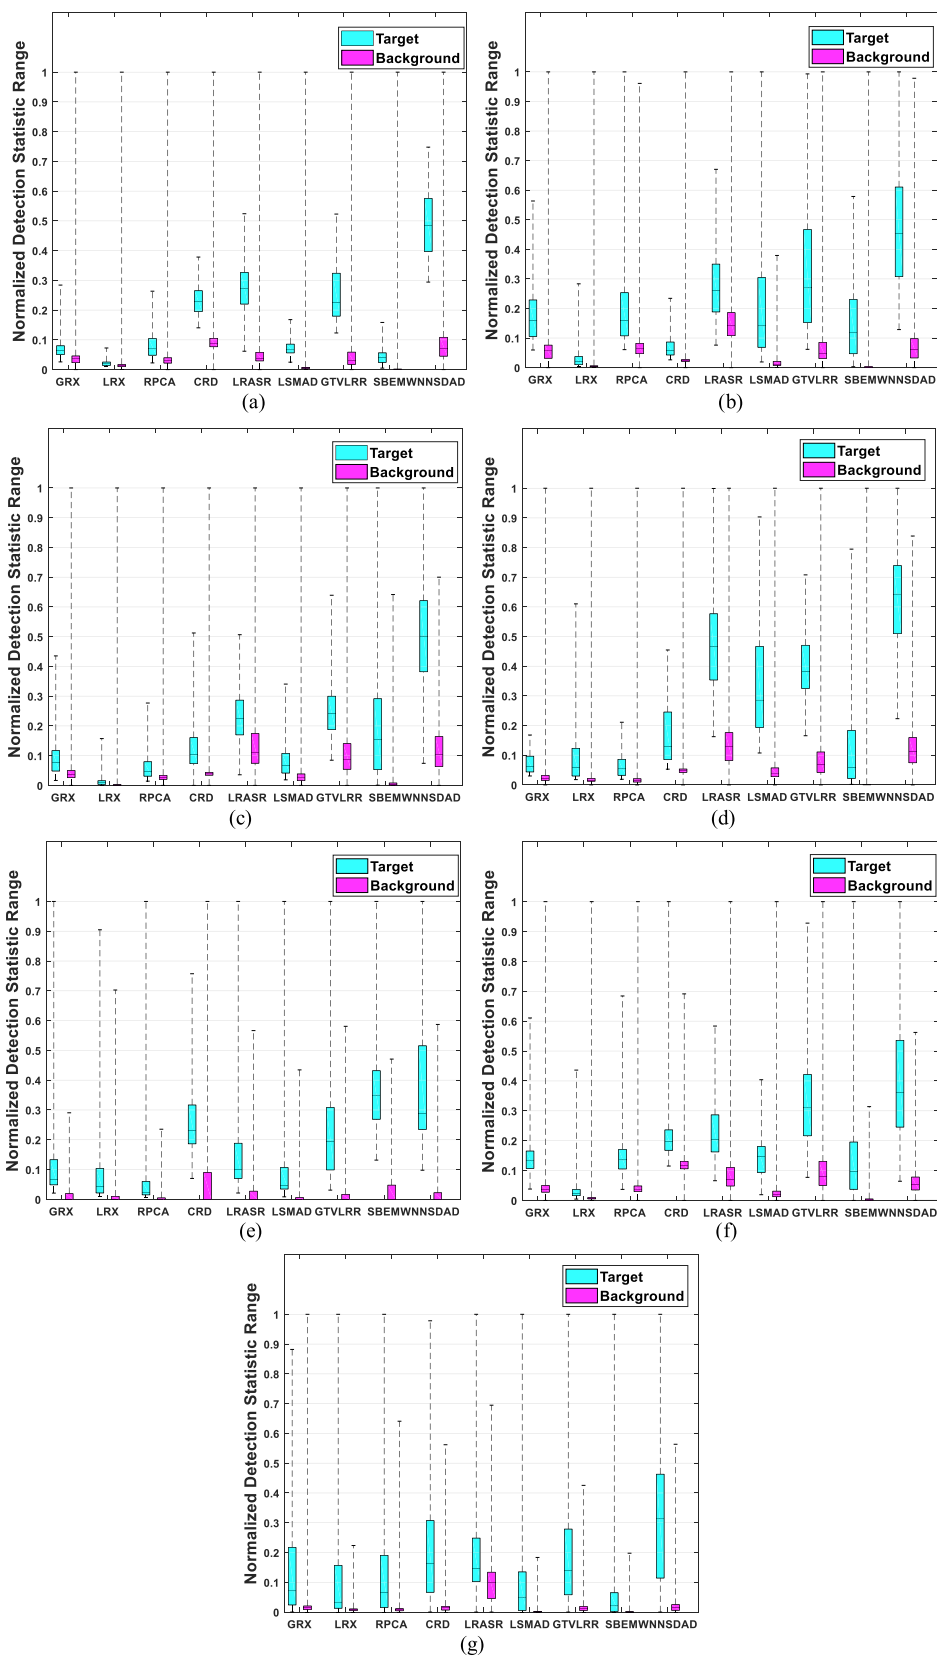 Normalized Detection Statistic Range
Target
Background
1
0.9
0.8
0.7
0.6
0.5
0.4
0.3
0.2
0.1
0
GRX LRX RPCA CRD LRASR LSMAD GTVLRR SBEMWNNSDAD
(a)
Normalized Detection Statistic Range
Target
Background
1
0.9
0.8
0.7
0.6
0.5
0.4
0.3
0.2
0.1
0
GRX LRX RPCA CRD LRASR LSMAD GTVLRR SBEMWNNSDAD
(b)
Normalized Detection Statistic Range
Target
Background
1
0.9
0.8
0.7
0.6
0.5
0.4
0.3
0.2
0.1
0
GRX LRX RPCA CRD LRASR LSMAD GTVLRR SBEMWNNSDAD
(c)
Normalized Detection Statistic Range
Target
Background
1
0.9
0.8
0.7
0.6
0.5
0.4
0.3
0.2
0.1
0
GRX LRX RPCA CRD LRASR LSMAD GTVLRR SBEMWNNSDAD
(d)
Normalized Detection Statistic Range
Target
Background
1
0.9
0.8
0.7
0.6
0.5
0.4
0.3
0.2
0.1
0
GRX LRX RPCA CRD LRASR LSMAD GTVLRR SBEMWNNSDAD
(e)
Normalized Detection Statistic Range
Target
Background
1
0.9
0.8
0.7
0.6
0.5
0.4
0.3
0.2
0.1
0
GRX LRX RPCA CRD LRASR LSMAD GTVLRR SBEMWNNSDAD
(f)
Normalized Detection Statistic Range
Target
Background
1
0.9
0.8
0.7
0.6
0.5
0.4
0.3
0.2
0.1
0
GRX LRX RPCA CRD LRASR LSMAD GTVLRR SBEMWNNSDAD
(g)